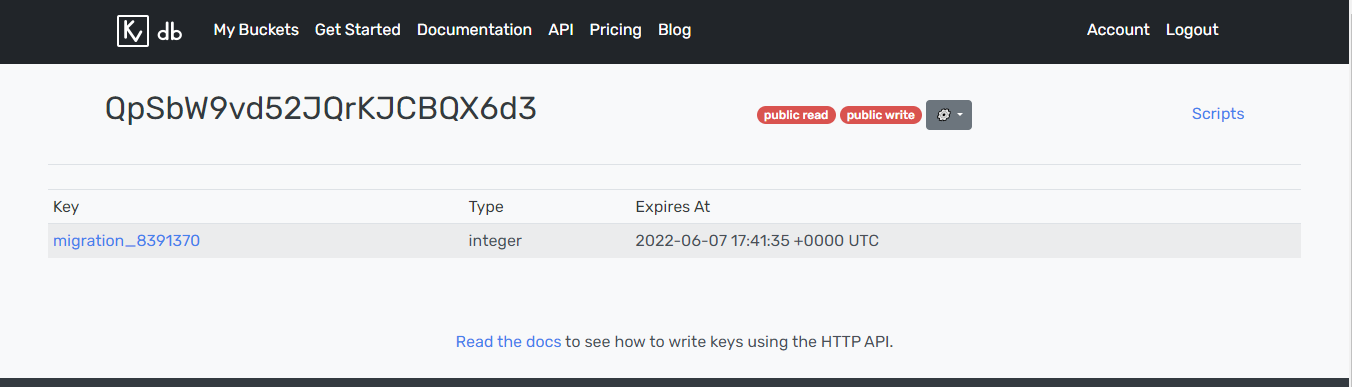 Kv db My Buckets Get Started Documentation API Pricing Blog Account Logout
QpSbW9vd52JQrKJCBQX6d3 public read public write Scripts
Key Type Expires At
migration_8391370 integer 2022-06-07 17:41:35 +0000 UTC
Read the docs to see how to write keys using the HTTP API.